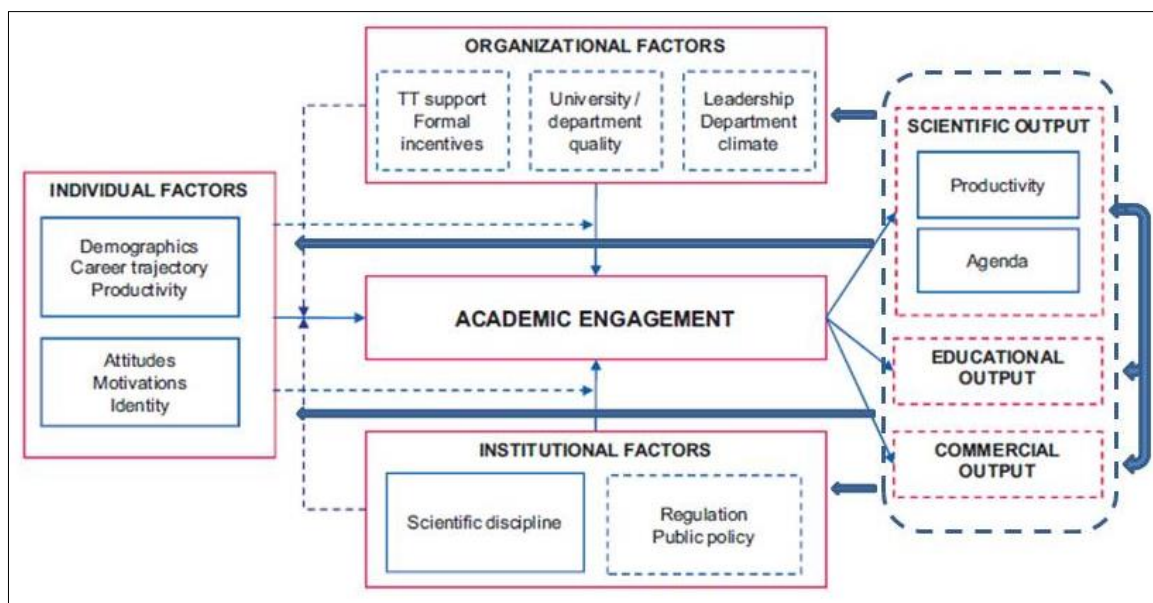 ORGANIZATIONAL FACTORS
TT support
Formal
incentives
University /
department
quality
Leadership
Department
climate
INDIVIDUAL FACTORS
Demographics
Career trajectory
Productivity
Attitudes
Motivations
Identity
ACADEMIC ENGAGEMENT
INSTITUTIONAL FACTORS
Scientific discipline
Regulation
Public policy
SCIENTIFIC OUTPUT
Productivity
Agenda
EDUCATIONAL
OUTPUT
COMMERCIAL
OUTPUT